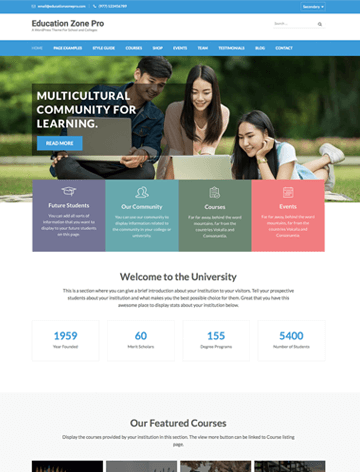 email@educationzonepro.com
(977) 123456789
Secondary
Education Zone Pro
A WordPress Theme For School and Colleges
Search...
HOME PAGE EXAMPLES STYLE GUIDE COURSES SHOP EVENTS TEAM TESTIMONIALS BLOG CONTACT
MULTICULTURAL
COMMUNITY FOR
LEARNING.
READ MORE
Future Students
You can add all sorts of
information that you want to
display to your future students
on this page.
Our Community
You can use our community to
display information related to
the community in your college or
university.
Courses
Far far away, behind the word
mountains, far from the
countries Vokalia and
Consonantia.
Events
Far far away, behind the word
mountains, far from the
countries Vokalia and
Consonantia.
Welcome to the University
This is a section where you can give a brief introduction about your institution to your visitors. Tell your prospective
students about your institution and what makes you the best possible choice for them. Great that you have this
awesome place to display stats about your institution below.
1959
Year Founded
60
Merit Scholars
155
Degree Programs
5400
Number of Students
Our Featured Courses
Display the courses provided by your institution in this section. The view more button can be linked to Course listing
page.